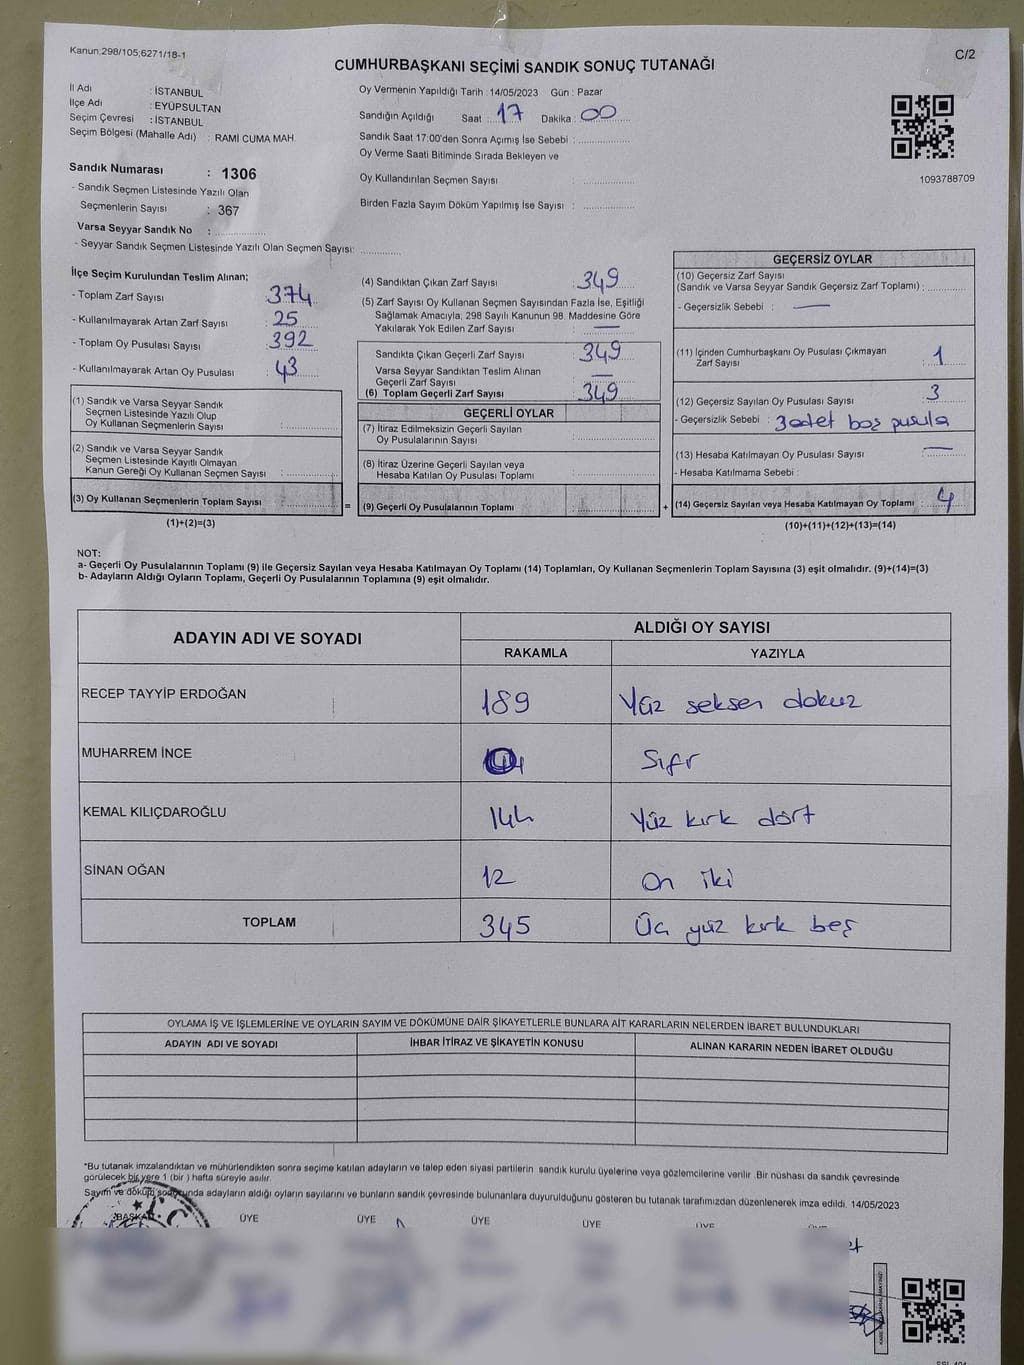 Kanun;298/105;6271/18-1
C/2
CUMHURBAŞKANI SEÇİMİ SANDIK SONUÇ TUTANAĞI
İl Adı : İSTANBUL
İlçe Adı : EYÜPSULTAN
Seçim Çevresi : İSTANBUL
Seçim Bölgesi (Mahalle Adı) : RAMİ CUMA MAH.
Sandık Numarası : 1306
- Sandık Seçmen Listesinde Yazılı Olan
Seçmenlerin Sayısı : 367
Varsa Seyyar Sandık No :
- Seyyar Sandık Seçmen Listesinde Yazılı Olan Seçmen Sayısı:
Oy Vermenin Yapıldığı Tarih : 14/05/2023 Gün : Pazar
Sandığın Açıldığı Saat : 17 Dakika : 00
Sandık Saat 17:00'den Sonra Açımış İse Sebebi :
Oy Verme Saati Bitiminde Sırada Bekleyen ve
Oy Kullandırılan Seçmen Sayısı :
Birden Fazla Sayım Döküm Yapılmış İse Sayısı :
1093788709
İlçe Seçim Kurulundan Teslim Alınan;
- Toplam Zarf Sayısı : 374
- Kullanılmayarak Artan Zarf Sayısı : 25
- Toplam Oy Pusulası Sayısı : 392
- Kullanılmayarak Artan Oy Pusulası : 43
(1) Sandık ve Varsa Seyyar Sandık
Seçmen Listesinde Yazılı Olup
Oy Kullanan Seçmenlerin Sayısı :
(2) Sandık ve Varsa Seyyar Sandık
Seçmen Listesinde Kayıtlı Olmayan
Kanun Gereği Oy Kullanan Seçmen Sayısı :
(3) Oy Kullanan Seçmenlerin Toplam Sayısı : =
(1)+(2)=(3)
(4) Sandıktan Çıkan Zarf Sayısı : 349
(5) Zarf Sayısı Oy Kullanan Seçmen Sayısından Fazla İse, Eşitliği
Sağlamak Amacıyla; 298 Sayılı Kanunun 98. Maddesine Göre
Yakılarak Yok Edilen Zarf Sayısı : —
Sandıkta Çıkan Geçerli Zarf Sayısı : 349
Varsa Seyyar Sandıktan Teslim Alınan
Geçerli Zarf Sayısı : —
(6) Toplam Geçerli Zarf Sayısı : 349
GEÇERLİ OYLAR
(7) İtiraz Edilmeksizin Geçerli Sayılan
Oy Pusulalarının Sayısı :
(8) İtiraz Üzerine Geçerli Sayılan veya
Hesaba Katılan Oy Pusulası Toplamı :
(9) Geçerli Oy Pusulalarının Toplamı : +
GEÇERSİZ OYLAR
(10) Geçersiz Zarf Sayısı
(Sandık ve Varsa Seyyar Sandık Geçersiz Zarf Toplamı) :
- Geçersizlik Sebebi : —
(11) İçinden Cumhurbaşkanı Oy Pusulası Çıkmayan
Zarf Sayısı : 1
(12) Geçersiz Sayılan Oy Pusulası Sayısı : 3
- Geçersizlik Sebebi : 3 adet boş pusula
(13) Hesaba Katılmayan Oy Pusulası Sayısı : —
- Hesaba Katılmama Sebebi :
(14) Geçersiz Sayılan veya Hesaba Katılmayan Oy Toplamı : 4
(10)+(11)+(12)+(13)=(14)
NOT:
a- Geçerli Oy Pusulalarının Toplamı (9) ile Geçersiz Sayılan veya Hesaba Katılmayan Oy Toplamı (14) Toplamları, Oy Kullanan Seçmenlerin Toplam Sayısına (3) eşit olmalıdır. (9)+(14)=(3)
b- Adayların Aldığı Oyların Toplamı, Geçerli Oy Pusulalarının Toplamına (9) eşit olmalıdır.
ADAYIN ADI VE SOYADI ALDIĞI OY SAYISI
RAKAMLA YAZIYLA
RECEP TAYYİP ERDOĞAN 189 Yüz seksen dokuz
MUHARREM İNCE Sıfır
KEMAL KILIÇDAROĞLU 144 Yüz kırk dört
SİNAN OĞAN 12 On iki
TOPLAM 345 Üç yüz kırk beş
OYLAMA İŞ VE İŞLEMLERİNE VE OYLARIN SAYIM VE DÖKÜMÜNE DAİR ŞİKAYETLERLE BUNLARA AİT KARARLARIN NELERDEN İBARET BULUNDUKLARI
ADAYIN ADI VE SOYADI İHBAR İTİRAZ VE ŞİKAYETİN KONUSU ALINAN KARARIN NEDEN İBARET OLDUĞU
*Bu tutanak imzalandıktan ve mühürlendikten sonra seçime katılan adayların ve talep eden siyasi partilerin sandık kurulu üyelerine veya gözlemcilerine verilir. Bir nüshası da sandık çevresinde
görülecek bir yere 1 (bir) hafta süreyle asılır.
Sayım ve döküm sonucunda adayların aldığı oyların sayılarını ve bunların sandık çevresinde bulunanlara duyurulduğunu gösteren bu tutanak tarafımızdan düzenlenerek imza edildi. 14/05/2023
BAŞKAN ÜYE ÜYE ÜYE ÜYE ÜYE ÜYE